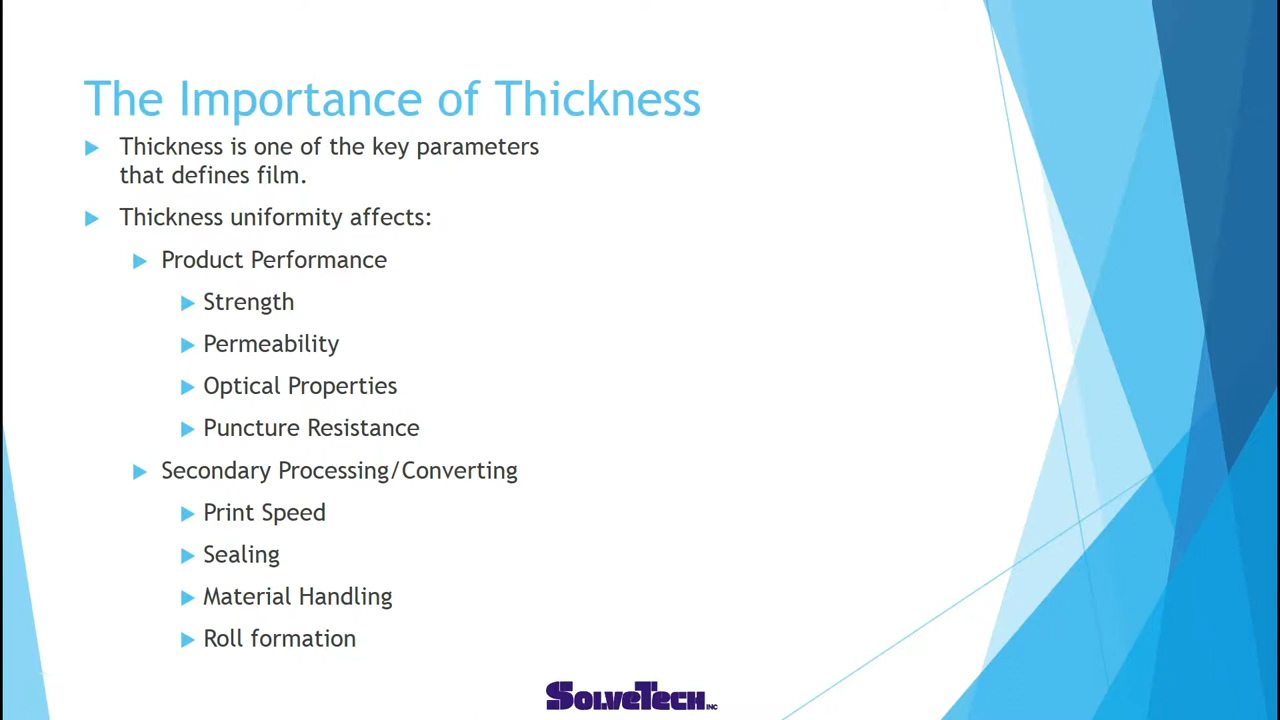 The Importance of Thickness
Thickness is one of the key parameters
that defines film.
Thickness uniformity affects:
Product Performance
Strength
Permeability
Optical Properties
Puncture Resistance
Secondary Processing/Converting
Print Speed
Sealing
Material Handling
Roll formation
SOLVETECH INC